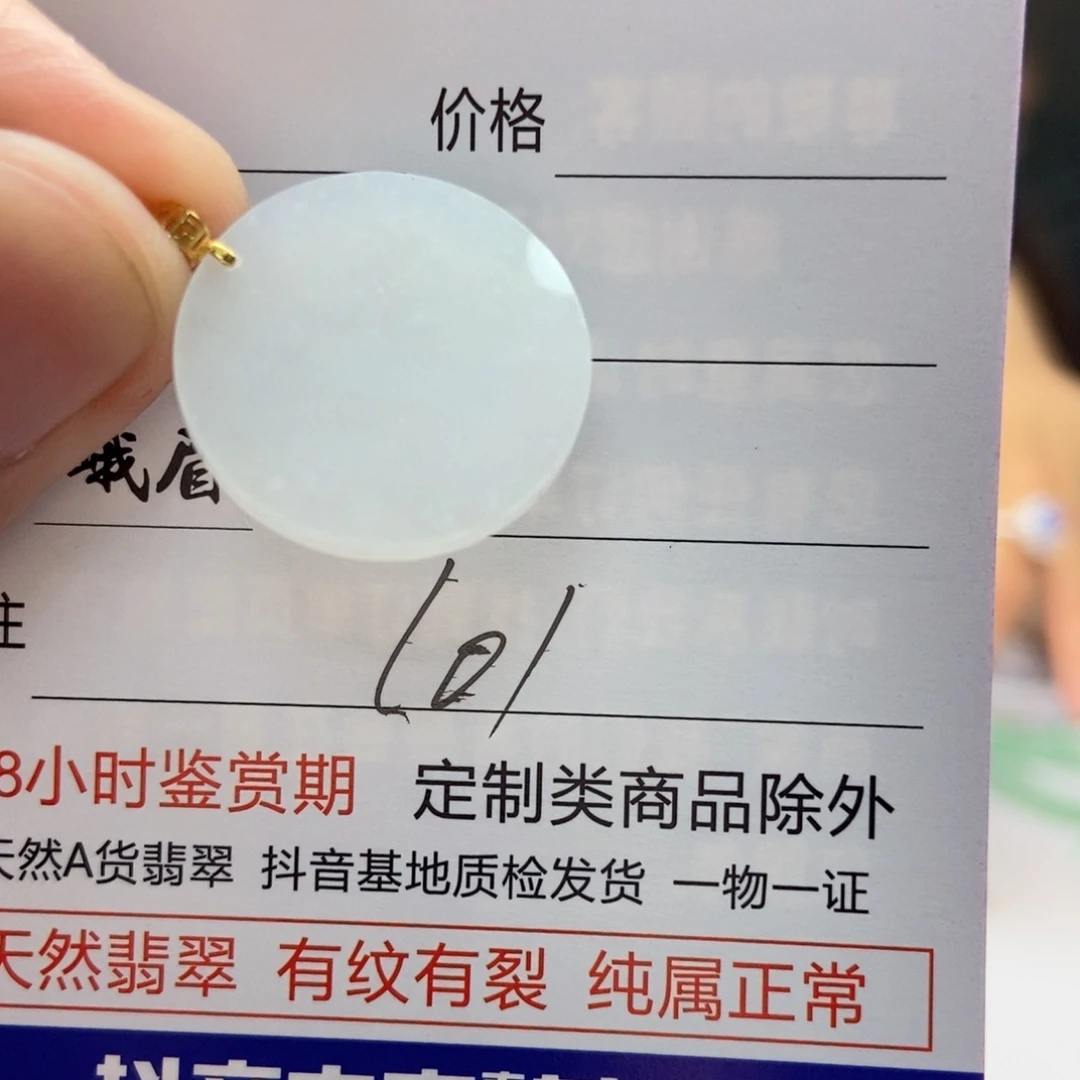 价格
娥眉
注
101
8小时鉴赏期 定制类商品除外
天然A货翡翠 抖音基地质检发货 一物一证
天然翡翠 有纹有裂 纯属正常